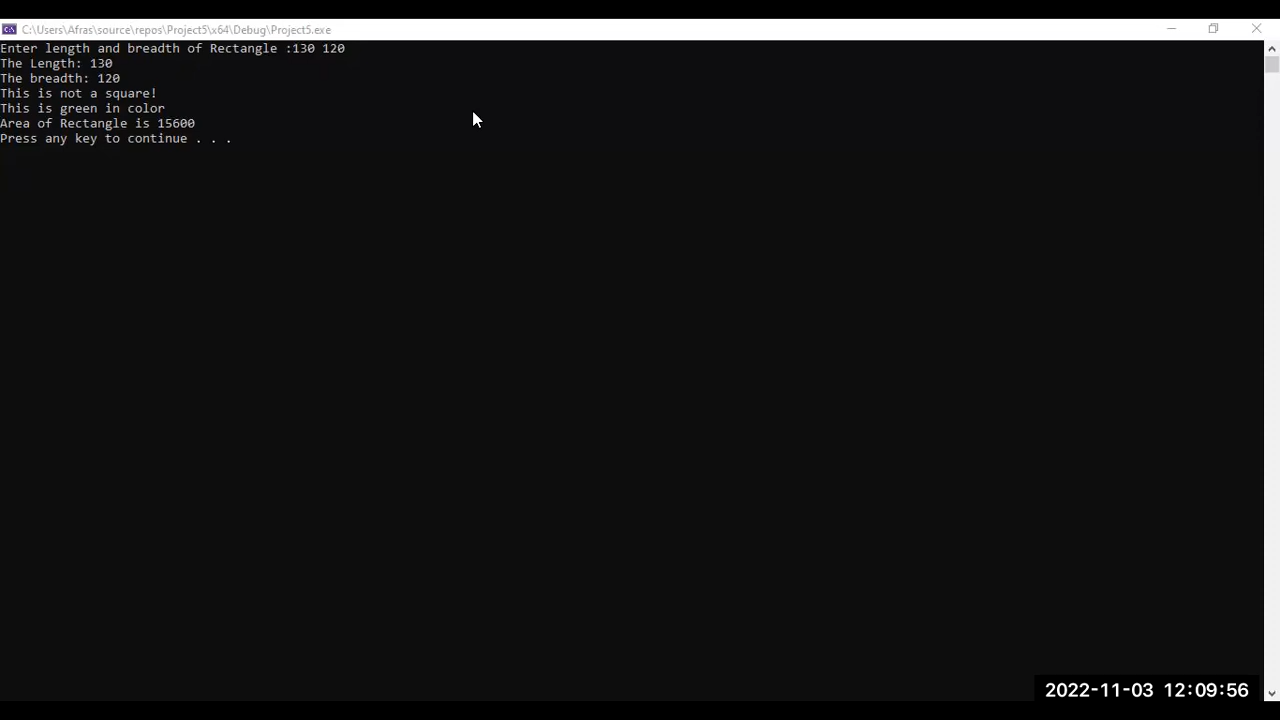 C:\Users\Afras\source\repos\Project5\x64\Debug\Project5.exe
Enter length and breadth of Rectangle :130 120
The Length: 130
The breadth: 120
This is not a square!
This is green in color
Area of Rectangle is 15600
Press any key to continue . . .
2022-11-03 12:09:56